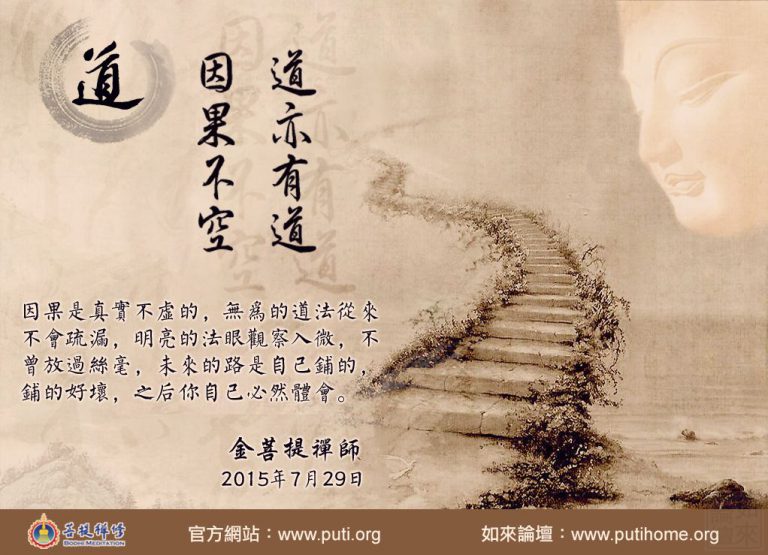 道
道亦有道
因果不空
因果是真實不虛的，無為的道法從來
不會疏漏，明亮的法眼觀察入微，不
曾放過絲毫，未來的路是自己鋪的，
鋪的好壞，之后你自己必然體會。
金菩提禪師
2015年7月29日
菩提禪修
BODHI MEDITATION
官方網站：www.puti.org
如來論壇：www.putihome.org